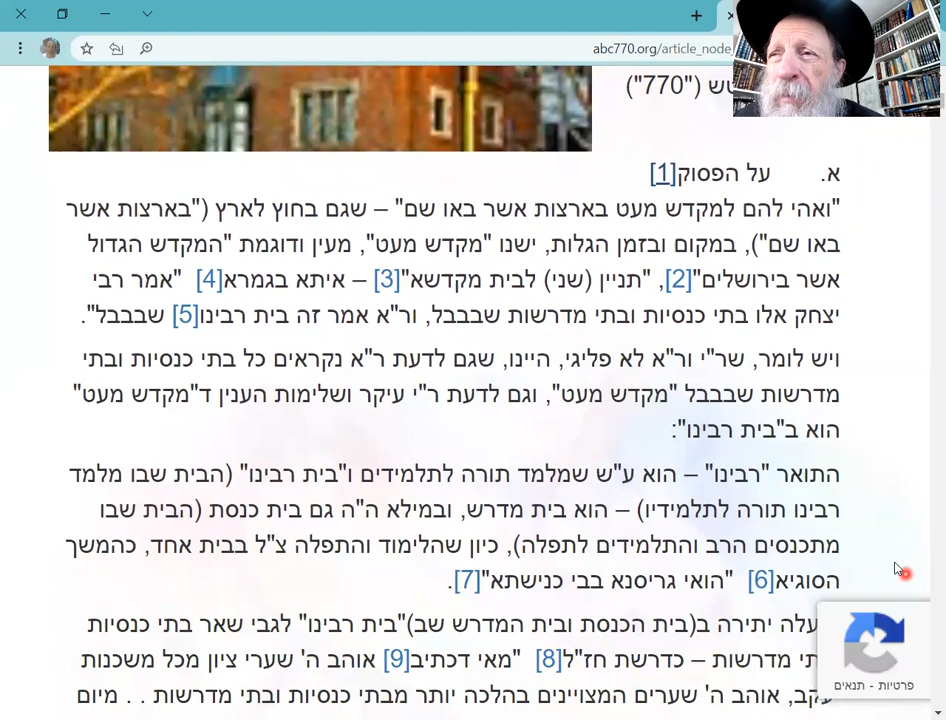 abc770.org/article_node
טש ("770")
א. על הפסוק[1]
"ואהי להם למקדש מעט בארצות אשר באו שם" – שגם בחוץ לארץ ("בארצות אשר
באו שם"), במקום ובזמן הגלות, ישנו "מקדש מעט", מעין ודוגמת "המקדש הגדול
אשר בירושלים"[2], "תניין (שני) לבית מקדשא"[3] – איתא בגמרא[4] "אמר רבי
יצחק אלו בתי כנסיות ובתי מדרשות שבבבל, ור"א אמר זה בית רבינו[5] שבבבל".
ויש לומר, שר"י ור"א לא פליגי, היינו, שגם לדעת ר"א נקראים כל בתי כנסיות ובתי
מדרשות שבבבל "מקדש מעט", וגם לדעת ר"י עיקר ושלימות הענין ד"מקדש מעט"
הוא ב"בית רבינו":
התואר "רבינו" – הוא ע"ש שמלמד תורה לתלמידים ו"בית רבינו" (הבית שבו מלמד
רבינו תורה לתלמידיו) – הוא בית מדרש, ובמילא ה"ה גם בית כנסת (הבית שבו
מתכנסים הרב והתלמידים לתפלה), כיון שהלימוד והתפלה צ"ל בבית אחד, כהמשך
הסוגיא[6] "הואי גריסנא בבי כנישתא"[7].
עלה יתירה ב(בית הכנסת ובית המדרש שב)"בית רבינו" לגבי שאר בתי כנסיות
תי מדרשות – כדרשת חז"ל[8] "מאי דכתיב[9] אוהב ה' שערי ציון מכל משכנות
עקב, אוהב ה' שערים המצויינים בהלכה יותר מבתי כנסיות ובתי מדרשות . . מיום
פרטיות - תנאים